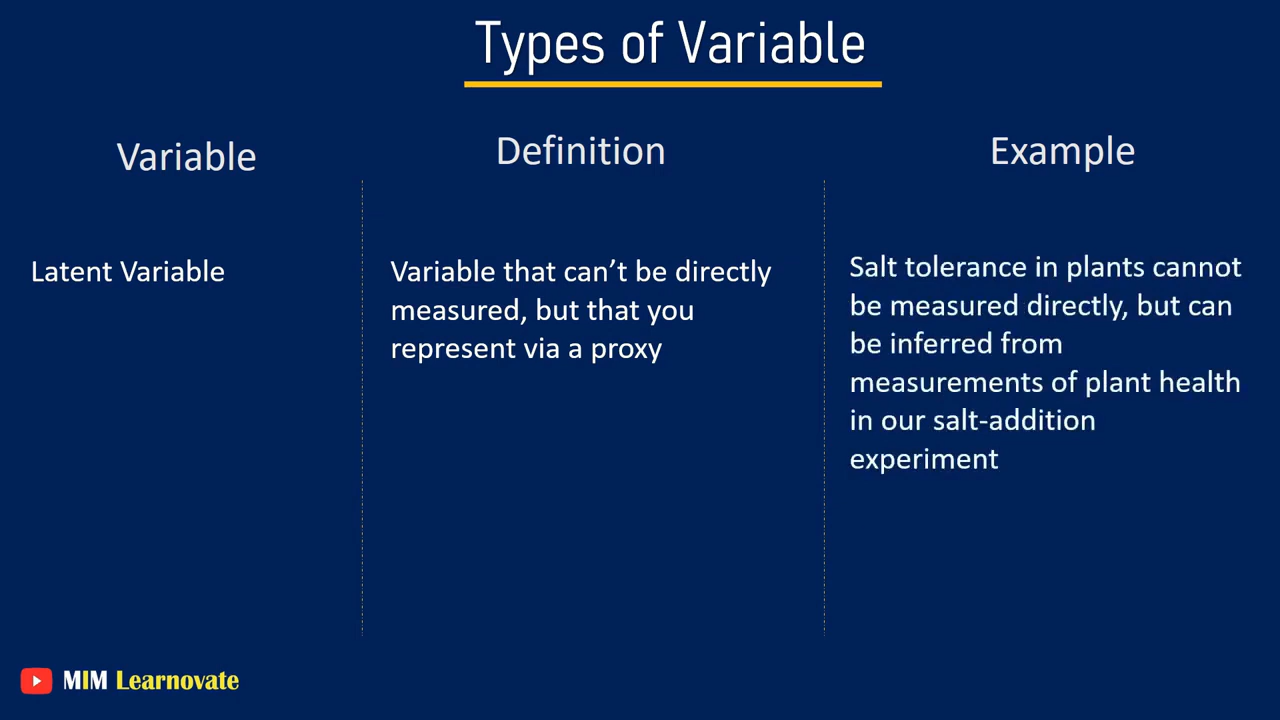 Types of Variable
Variable
Definition
Example
Latent Variable
Variable that can’t be directly
measured, but that you
represent via a proxy
Salt tolerance in plants cannot
be measured directly, but can
be inferred from
measurements of plant health
in our salt-addition
experiment
MIM Learnovate